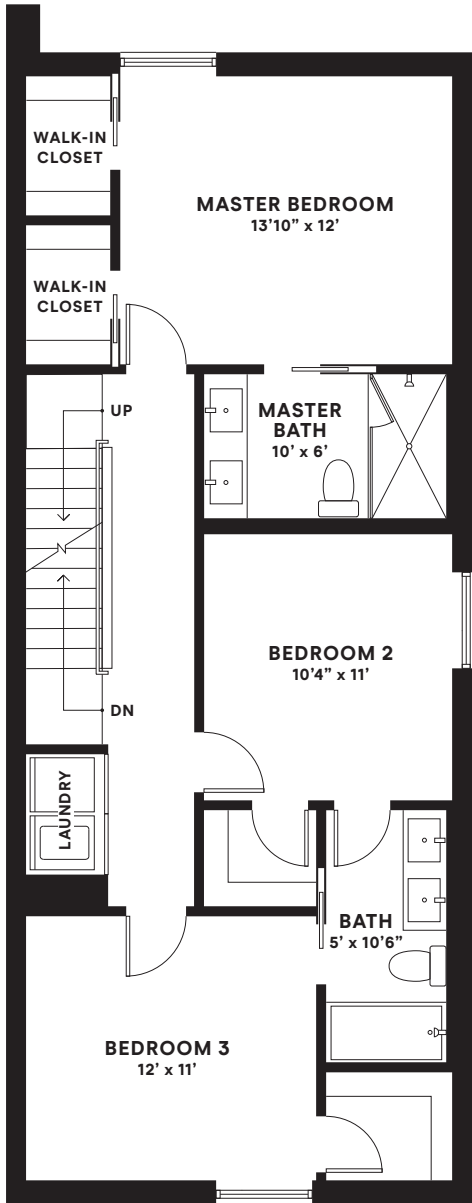 WALK-IN
CLOSET
MASTER BEDROOM
13’10” x 12’
WALK-IN
CLOSET
UP
MASTER
BATH
10’ x 6’
BEDROOM 2
10’4” x 11’
DN
LAUNDRY
BATH
5’ x 10’6”
BEDROOM 3
12’ x 11’